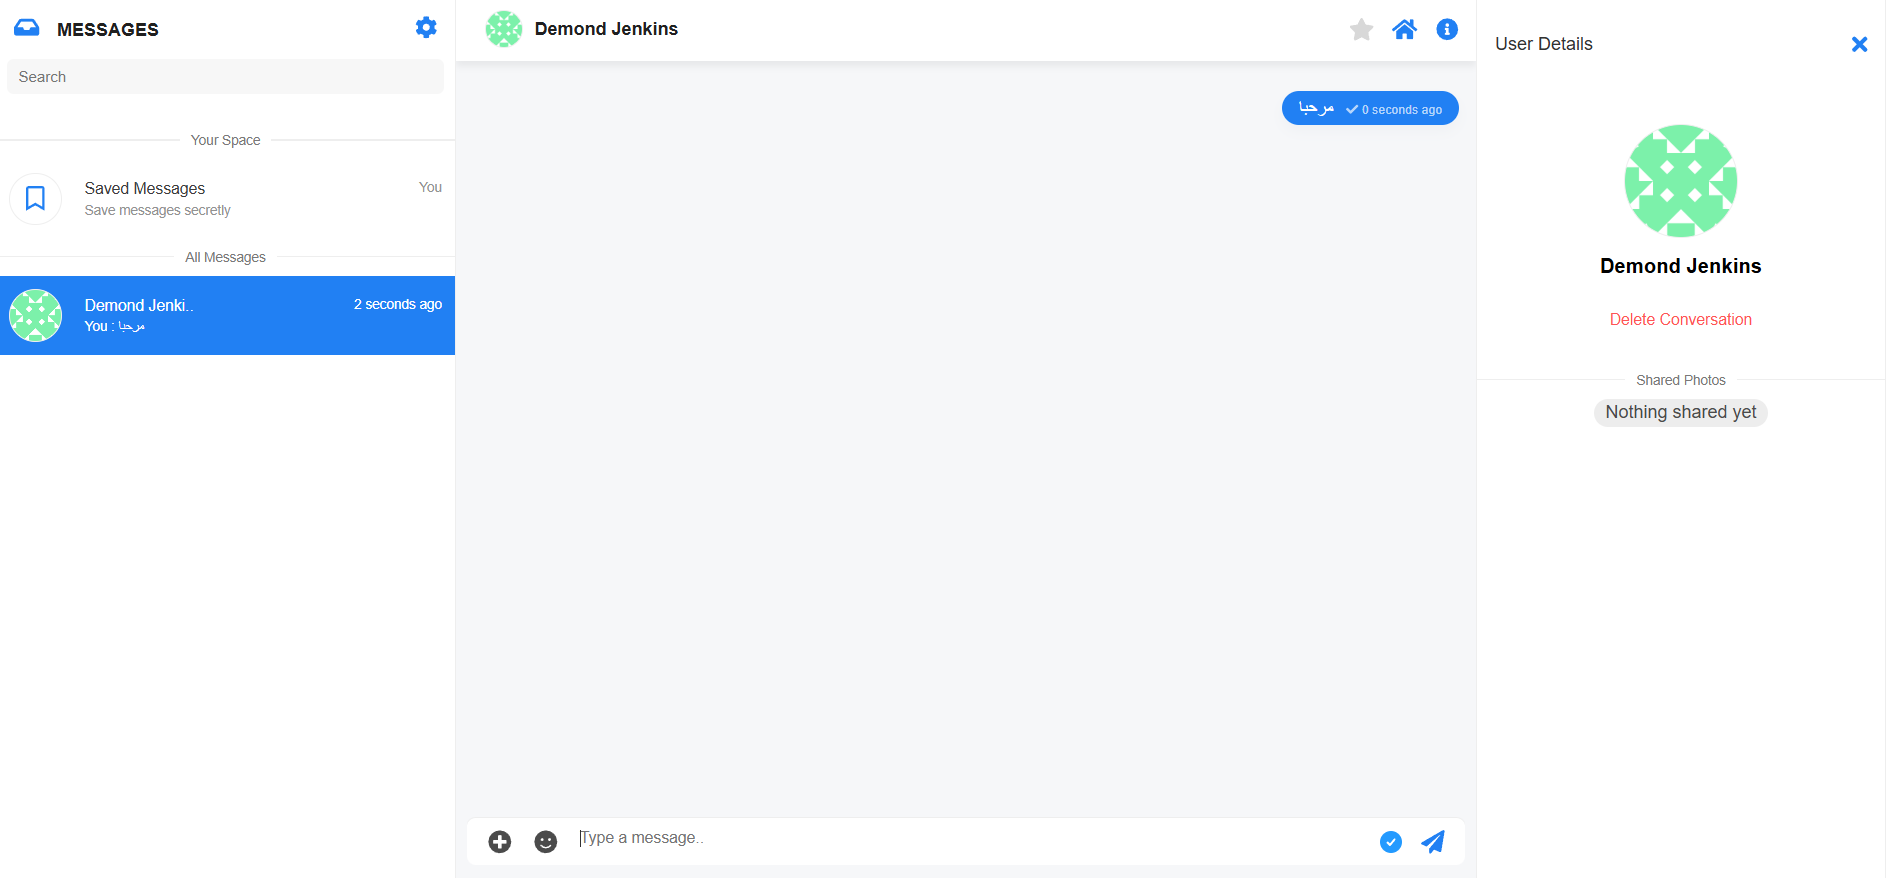 MESSAGES
Search
Your Space
Saved Messages
You
Save messages secretly
All Messages
Demond Jenki..
2 seconds ago
You : مرحبا
Demond Jenkins
مرحبا 0 seconds ago
Type a message..
User Details
Demond Jenkins
Delete Conversation
Shared Photos
Nothing shared yet